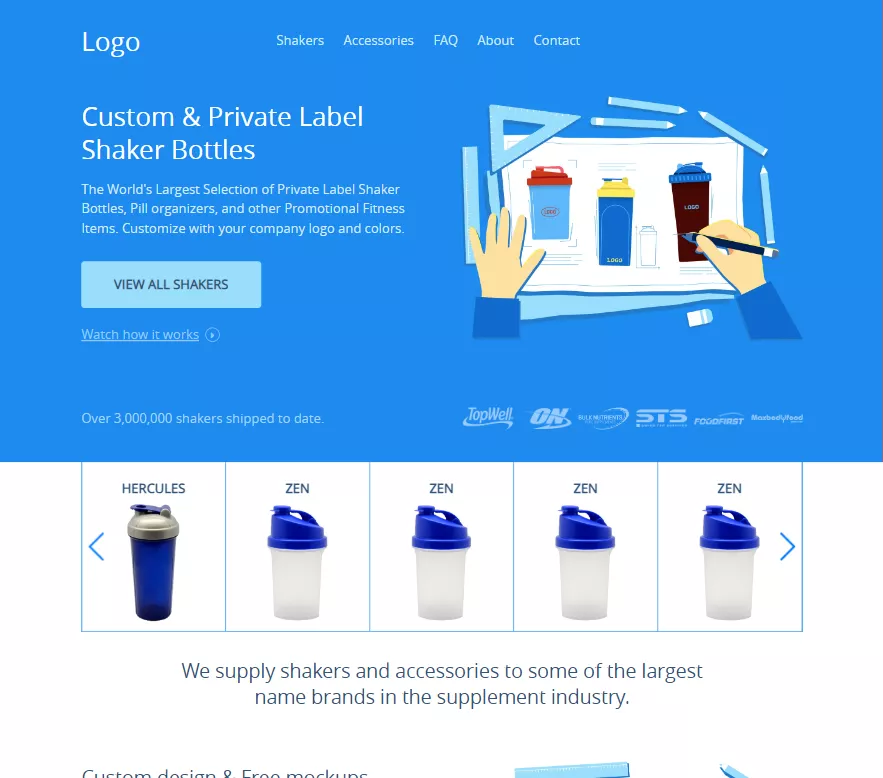 Logo
Shakers
Accessories
FAQ
About
Contact
Custom & Private Label
Shaker Bottles
The World's Largest Selection of Private Label Shaker
Bottles, Pill organizers, and other Promotional Fitness
Items. Customize with your company logo and colors.
LOGO
LOGO
VIEW ALL SHAKERS
Watch how it works
Over 3,000,000 shakers shipped to date.
TopWell
ON
BULK NUTRIENTS
STS
FOODFIRST
Maxbodyfood
HERCULES
ZEN
ZEN
ZEN
ZEN
We supply shakers and accessories to some of the largest
name brands in the supplement industry.
Custom design & Free mockups